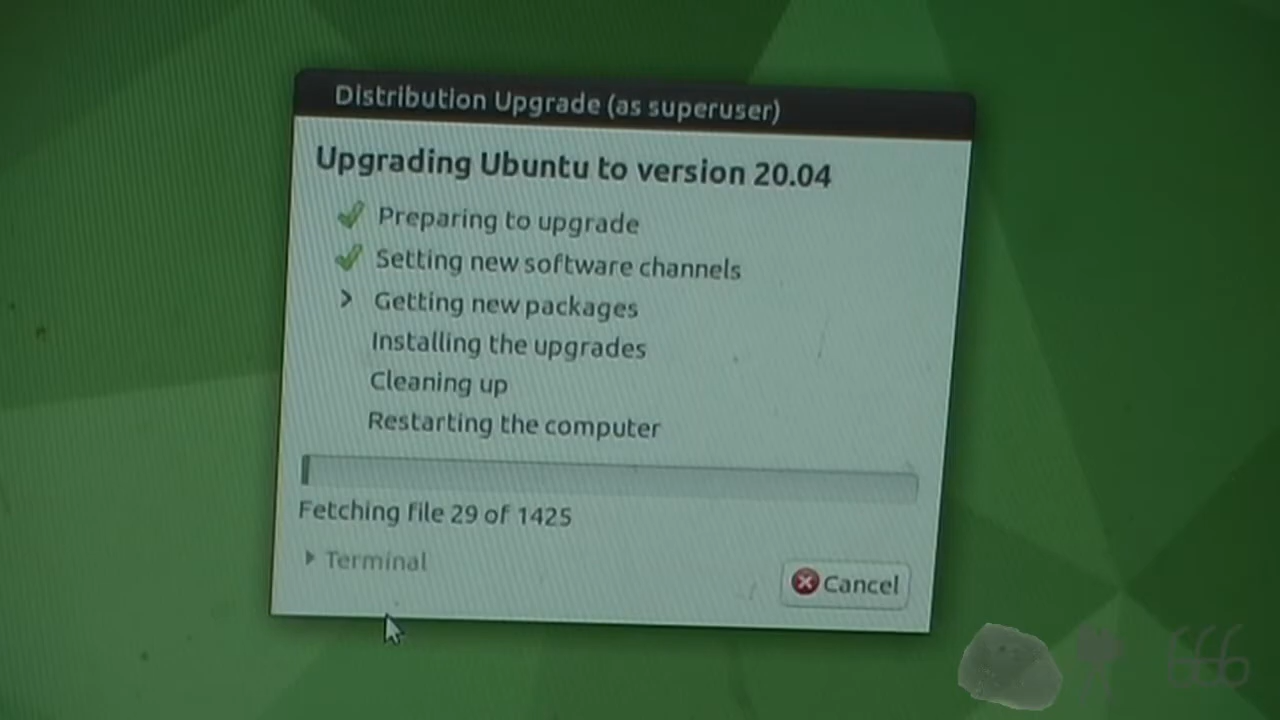 Distribution Upgrade (as superuser)
Upgrading Ubuntu to version 20.04
Preparing to upgrade
Setting new software channels
Getting new packages
Installing the upgrades
Cleaning up
Restarting the computer
Fetching file 29 of 1425
Terminal
Cancel
666